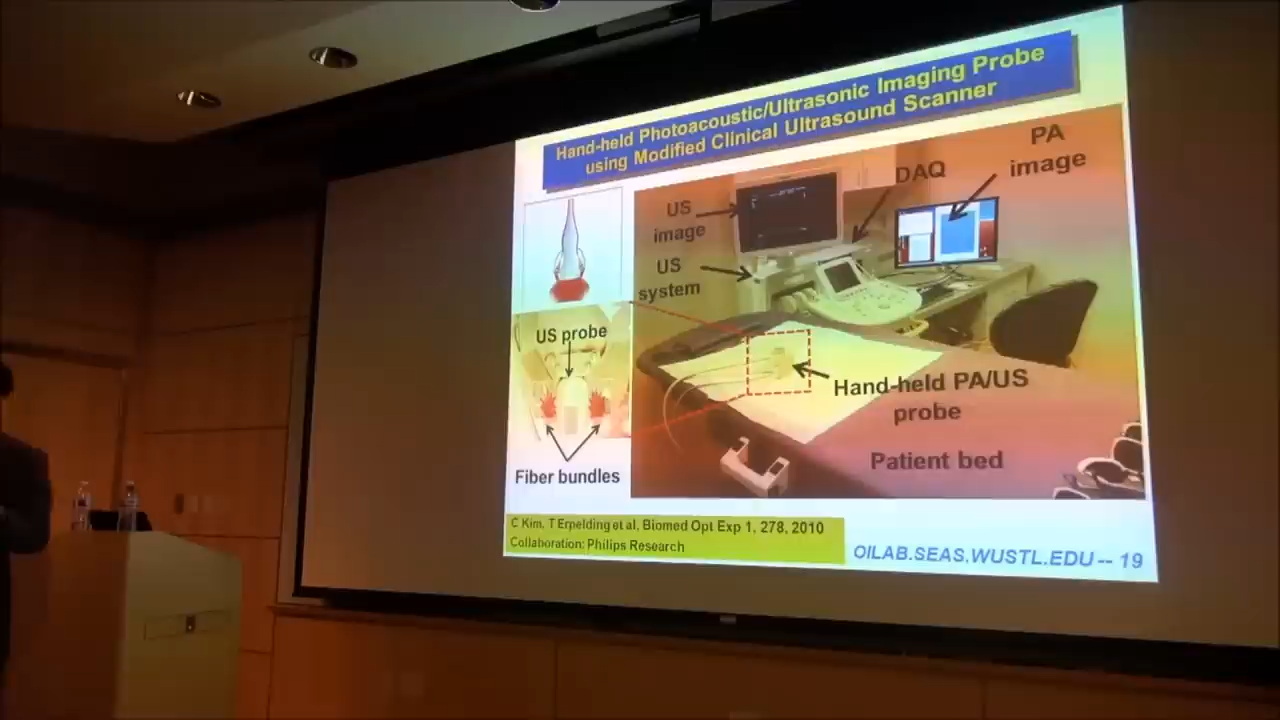 Hand-held Photoacoustic/Ultrasonic Imaging Probe
using Modified Clinical Ultrasound Scanner
PA
image
DAQ
US
image
US
system
US probe
Hand-held PA/US
probe
Patient bed
Fiber bundles
C Kim, T Erpelding et al, Biomed Opt Exp 1, 278, 2010
Collaboration: Philips Research
OILAB.SEAS.WUSTL.EDU -- 19